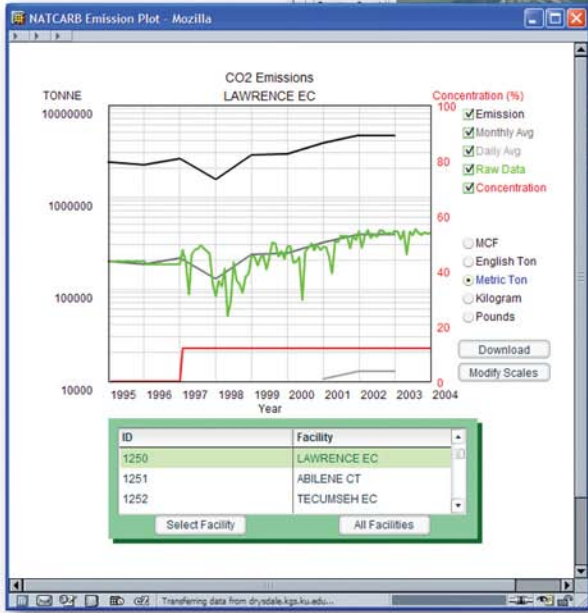 NATCARB Emission Plot - Mozilla
CO2 Emissions
TONNE LAWRENCE EC Concentration (%)
10000000 100
Emission
Monthly Avg
Daily Avg
80
Raw Data
Concentration
1000000
60
MCF
English Ton
40
Metric Ton
100000
Kilogram
20
Pounds
Download
Modify Scales
10000 0
1995 1996 1997 1998 1999 2000 2001 2002 2003 2004
Year
ID Facility
1250 LAWRENCE EC
1251 ABILENE CT
1252 TECUMSEH EC
Select Facility All Facilities
Transferring data from drysdale.kgs.ku.edu...